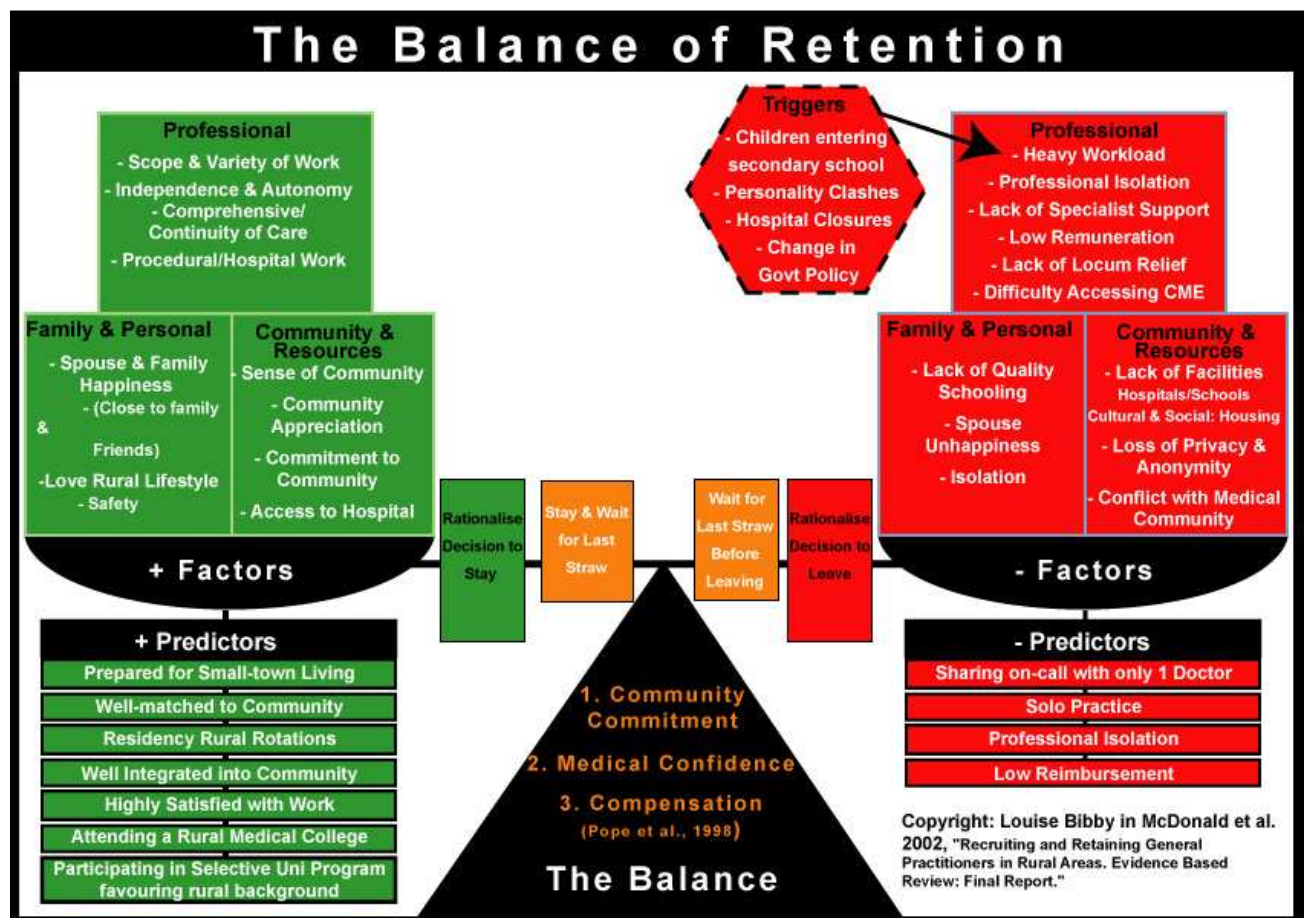 The Balance of Retention
Professional
- Scope & Variety of Work
- Independence & Autonomy
- Comprehensive/
Continuity of Care
- Procedural/Hospital Work
Family & Personal
- Spouse & Family
Happiness
- (Close to family
&
Friends)
-Love Rural Lifestyle
- Safety
Community &
Resources
- Sense of Community
- Community
Appreciation
- Commitment to
Community
- Access to Hospital
+ Factors
+ Predictors
Prepared for Small-town Living
Well-matched to Community
Residency Rural Rotations
Well Integrated into Community
Highly Satisfied with Work
Attending a Rural Medical College
Participating in Selective Uni Program
favouring rural background
Rationalise
Decision to
Stay
Stay & Wait
for Last
Straw
Wait for
Last Straw
Before
Leaving
Rationalise
Decision to
Leave
1. Community
Commitment
2. Medical Confidence
3. Compensation
(Pope et al., 1998)
The Balance
Triggers
- Children entering
secondary school
- Personality Clashes
- Hospital Closures
- Change in
Govt Policy
Professional
- Heavy Workload
- Professional Isolation
- Lack of Specialist Support
- Low Remuneration
- Lack of Locum Relief
- Difficulty Accessing CME
Family & Personal
- Lack of Quality
Schooling
- Spouse
Unhappiness
- Isolation
Community &
Resources
- Lack of Facilities
Hospitals/Schools
Cultural & Social: Housing
- Loss of Privacy &
Anonymity
- Conflict with Medical
Community
- Factors
- Predictors
Sharing on-call with only 1 Doctor
Solo Practice
Professional Isolation
Low Reimbursement
Copyright: Louise Bibby in McDonald et al.
2002, "Recruiting and Retaining General
Practitioners in Rural Areas. Evidence Based
Review: Final Report."